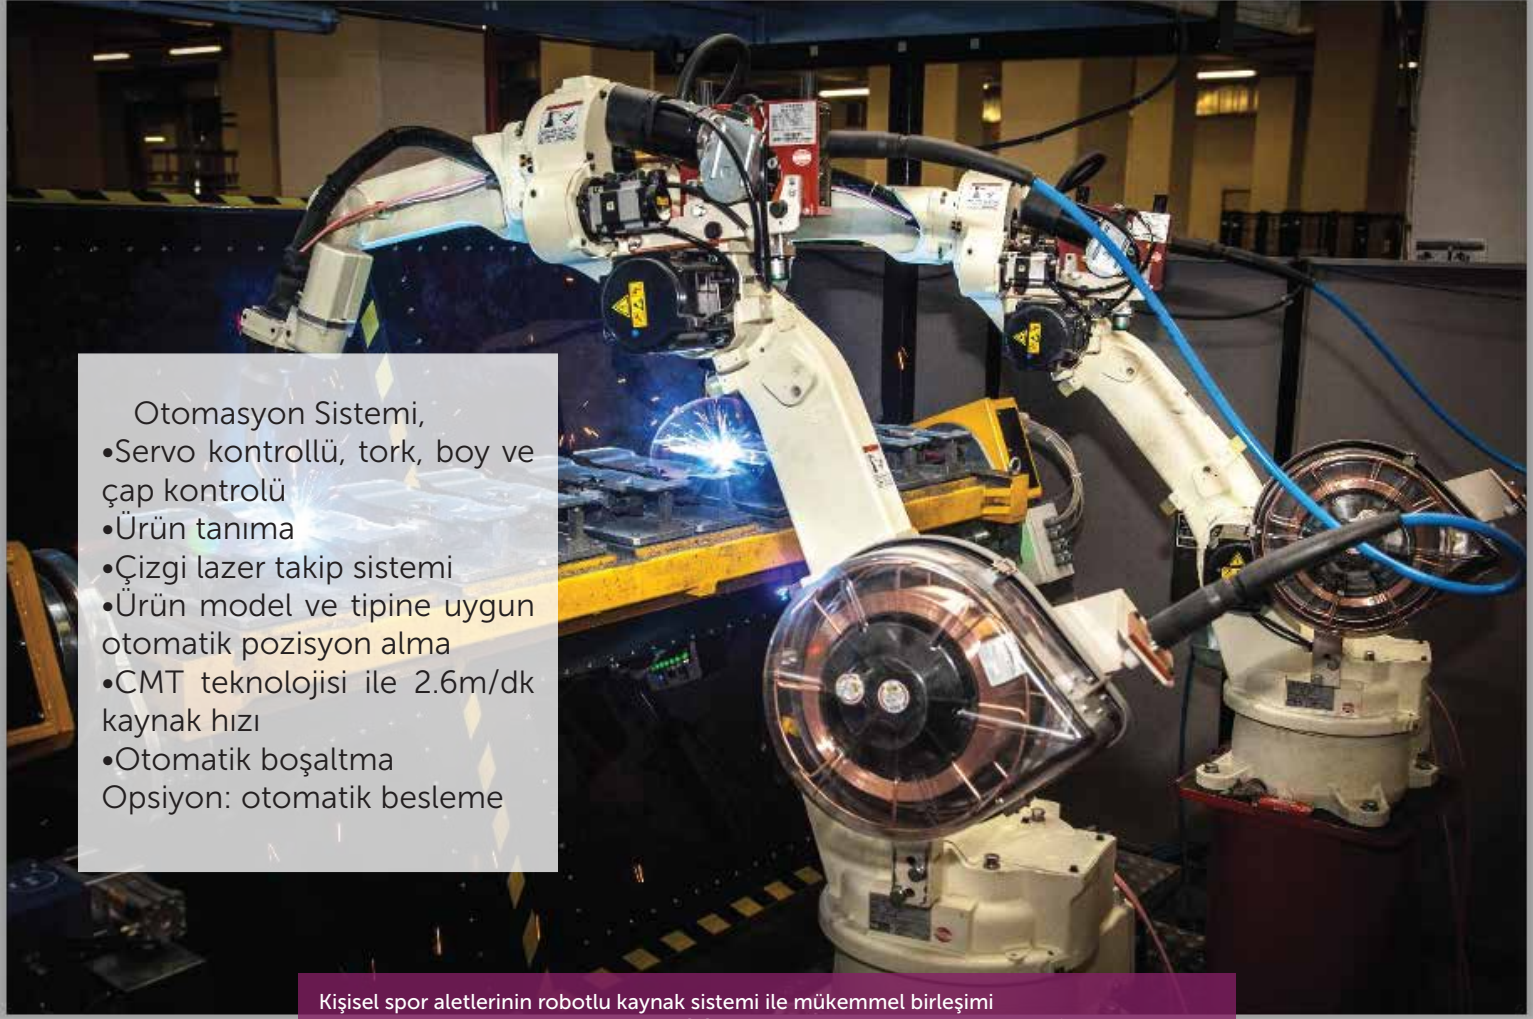 Otomasyon Sistemi,
•Servo kontrollü, tork, boy ve
çap kontrolü
•Ürün tanıma
•Çizgi lazer takip sistemi
•Ürün model ve tipine uygun
otomatik pozisyon alma
•CMT teknolojisi ile 2.6m/dk
kaynak hızı
•Otomatik boşaltma
Opsiyon: otomatik besleme
Kişisel spor aletlerinin robotlu kaynak sistemi ile mükemmel birleşimi